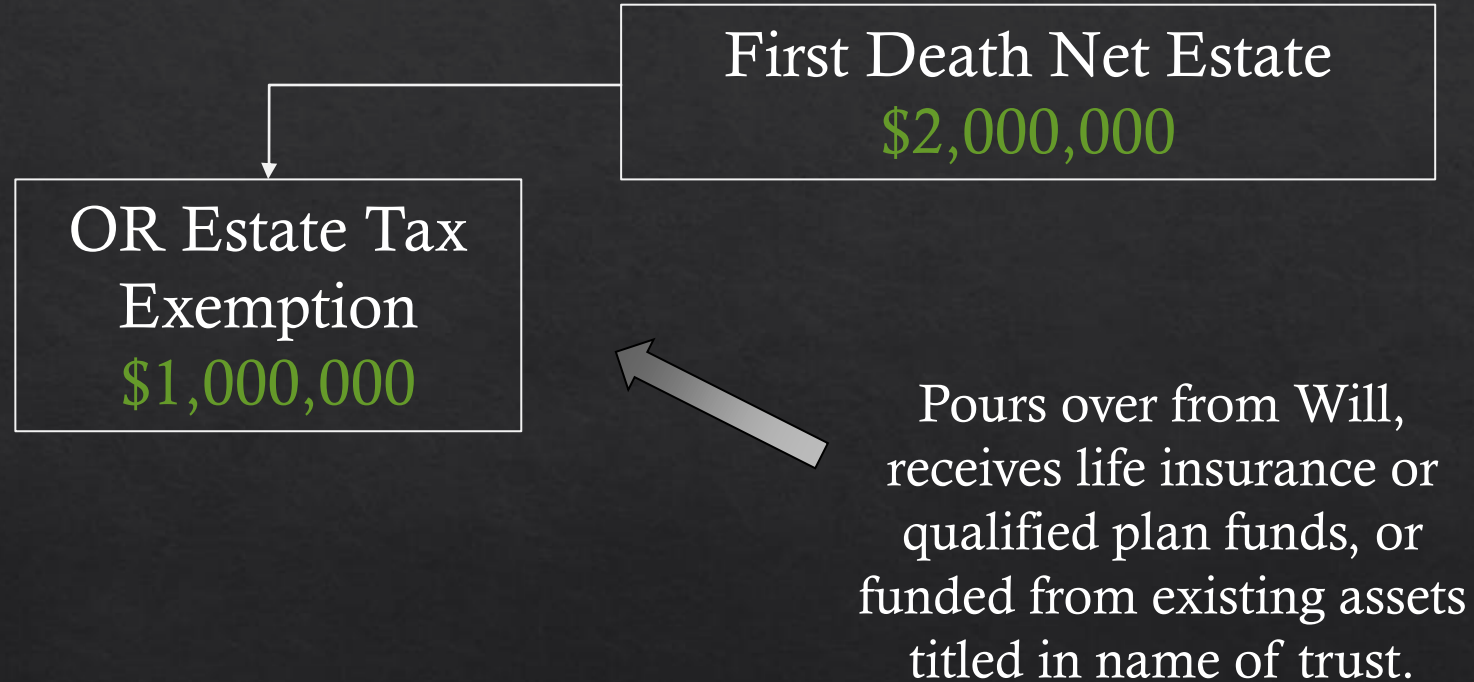 First Death Net Estate
$2,000,000
OR Estate Tax
Exemption
$1,000,000
Pours over from Will,
receives life insurance or
qualified plan funds, or
funded from existing assets
titled in name of trust.